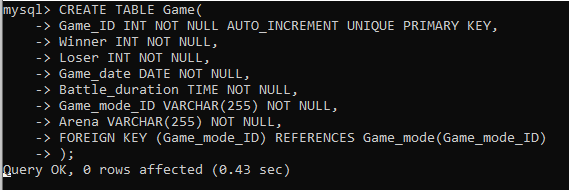 mysql> CREATE TABLE Game(
-> Game_ID INT NOT NULL AUTO_INCREMENT UNIQUE PRIMARY KEY,
-> Winner INT NOT NULL,
-> Loser INT NOT NULL,
-> Game_date DATE NOT NULL,
-> Battle_duration TIME NOT NULL,
-> Game_mode_ID VARCHAR(255) NOT NULL,
-> Arena VARCHAR(255) NOT NULL,
-> FOREIGN KEY (Game_mode_ID) REFERENCES Game_mode(Game_mode_ID)
-> );
Query OK, 0 rows affected (0.43 sec)